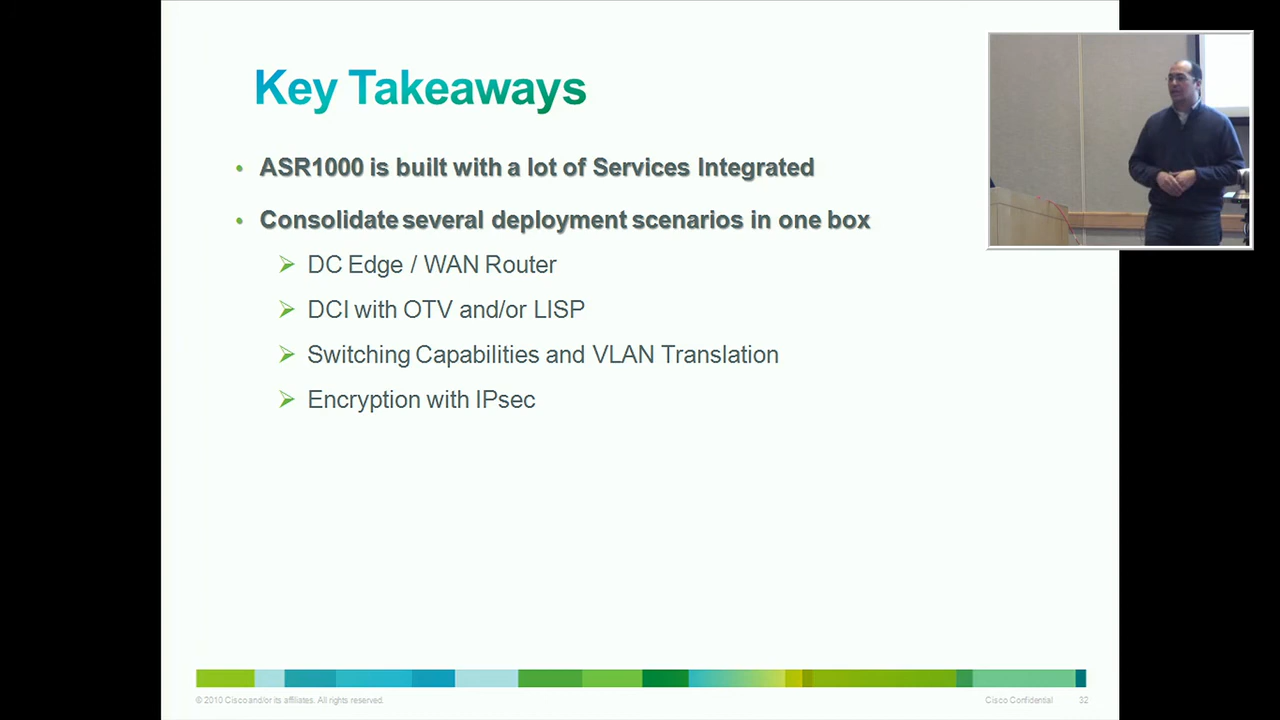 Key Takeaways
• ASR1000 is built with a lot of Services Integrated
• Consolidate several deployment scenarios in one box
➢ DC Edge / WAN Router
➢ DCI with OTV and/or LISP
➢ Switching Capabilities and VLAN Translation
➢ Encryption with IPsec
© 2010 Cisco and/or its affiliates. All rights reserved.
Cisco Confidential
32